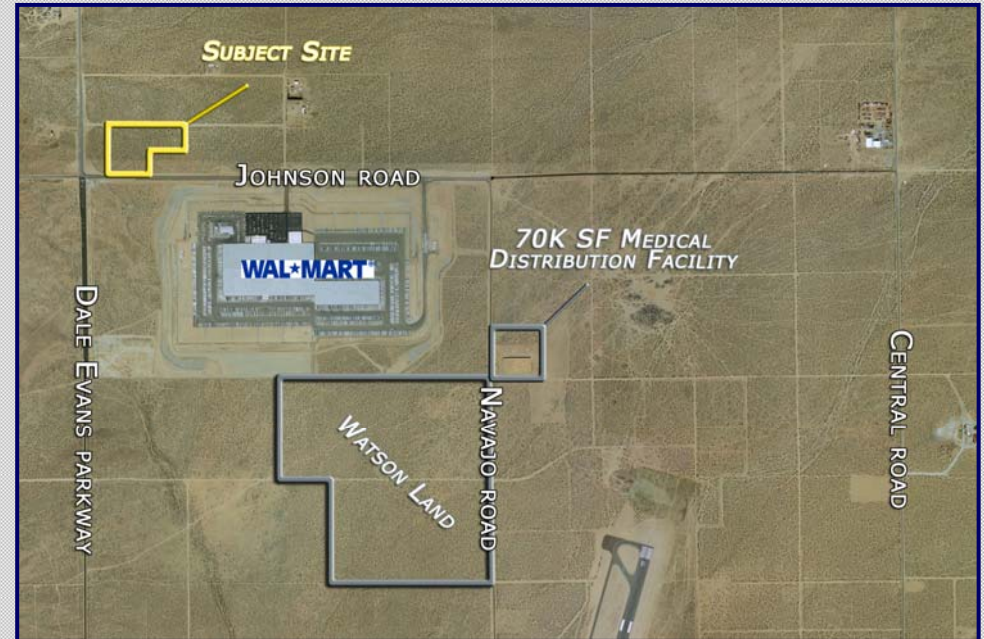 SUBJECT SITE
JOHNSON ROAD
70K SF MEDICAL
DISTRIBUTION FACILITY
WAL★MART
DALE EVANS PARKWAY
CENTRAL ROAD
NAVAJO ROAD
WATSON LAND